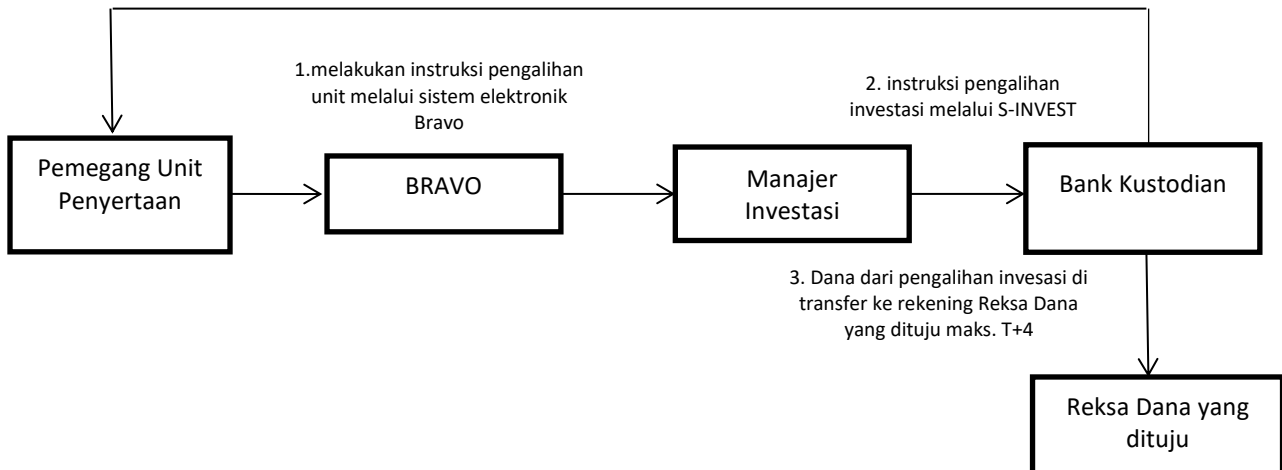 1.melakukan instruksi pengalihan
unit melalui sistem elektronik
Bravo
2. instruksi pengalihan
investasi melalui S-INVEST
Pemegang Unit
Penyertaan
BRAVO
Manajer
Investasi
Bank Kustodian
3. Dana dari pengalihan invesasi di
transfer ke rekening Reksa Dana
yang dituju maks. T+4
Reksa Dana yang
dituju